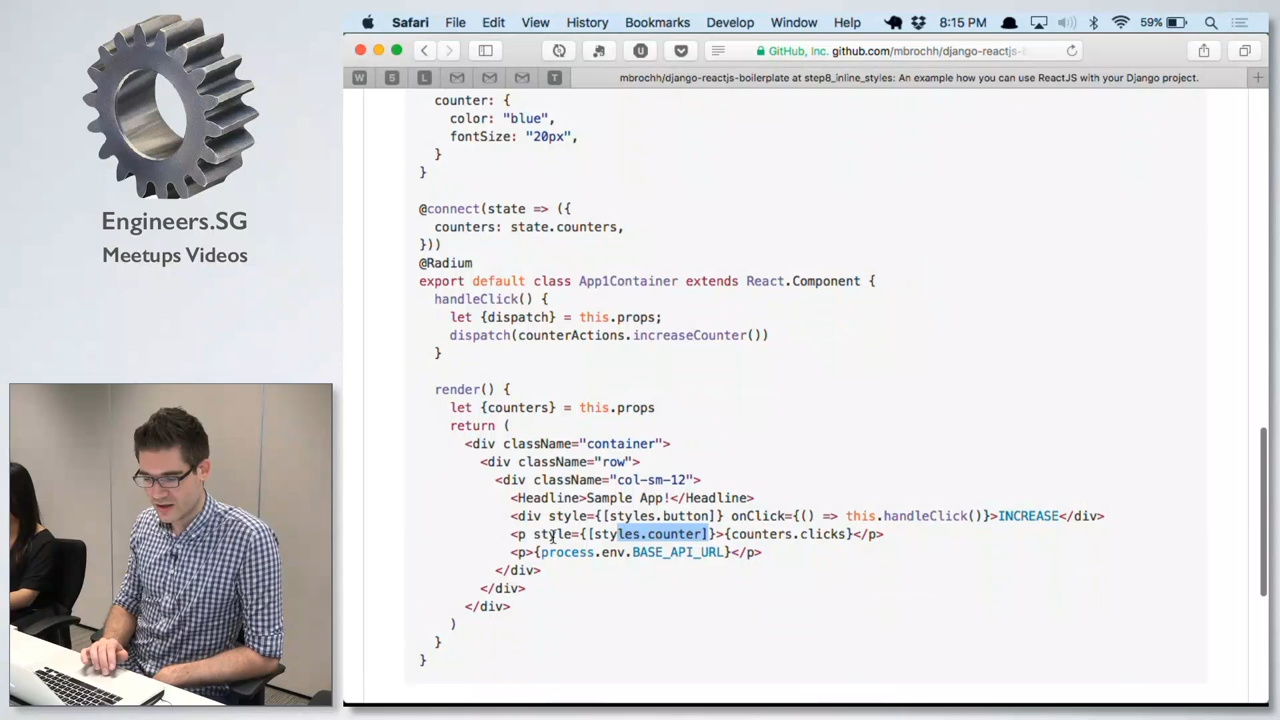 Engineers.SG
Meetups Videos
Safari File Edit View History Bookmarks Develop Window Help 8:15 PM 59%
GitHub, Inc. github.com/mbrochh/django-reactjs-b
W 5 L T mbrochh/django-reactjs-boilerplate at step8_inline_styles: An example how you can use ReactJS with your Django project. +
counter: {
color: "blue",
fontSize: "20px",
}
}
@connect(state => ({
counters: state.counters,
}))
@Radium
export default class App1Container extends React.Component {
handleClick() {
let {dispatch} = this.props;
dispatch(counterActions.increaseCounter())
}
render() {
let {counters} = this.props
return (
<div className="container">
<div className="row">
<div className="col-sm-12">
<Headline>Sample App!</Headline>
<div style={[styles.button]} onClick={() => this.handleClick()}>INCREASE</div>
<p style={[styles.counter]}>{counters.clicks}</p>
<p>{process.env.BASE_API_URL}</p>
</div>
</div>
</div>
)
}
}